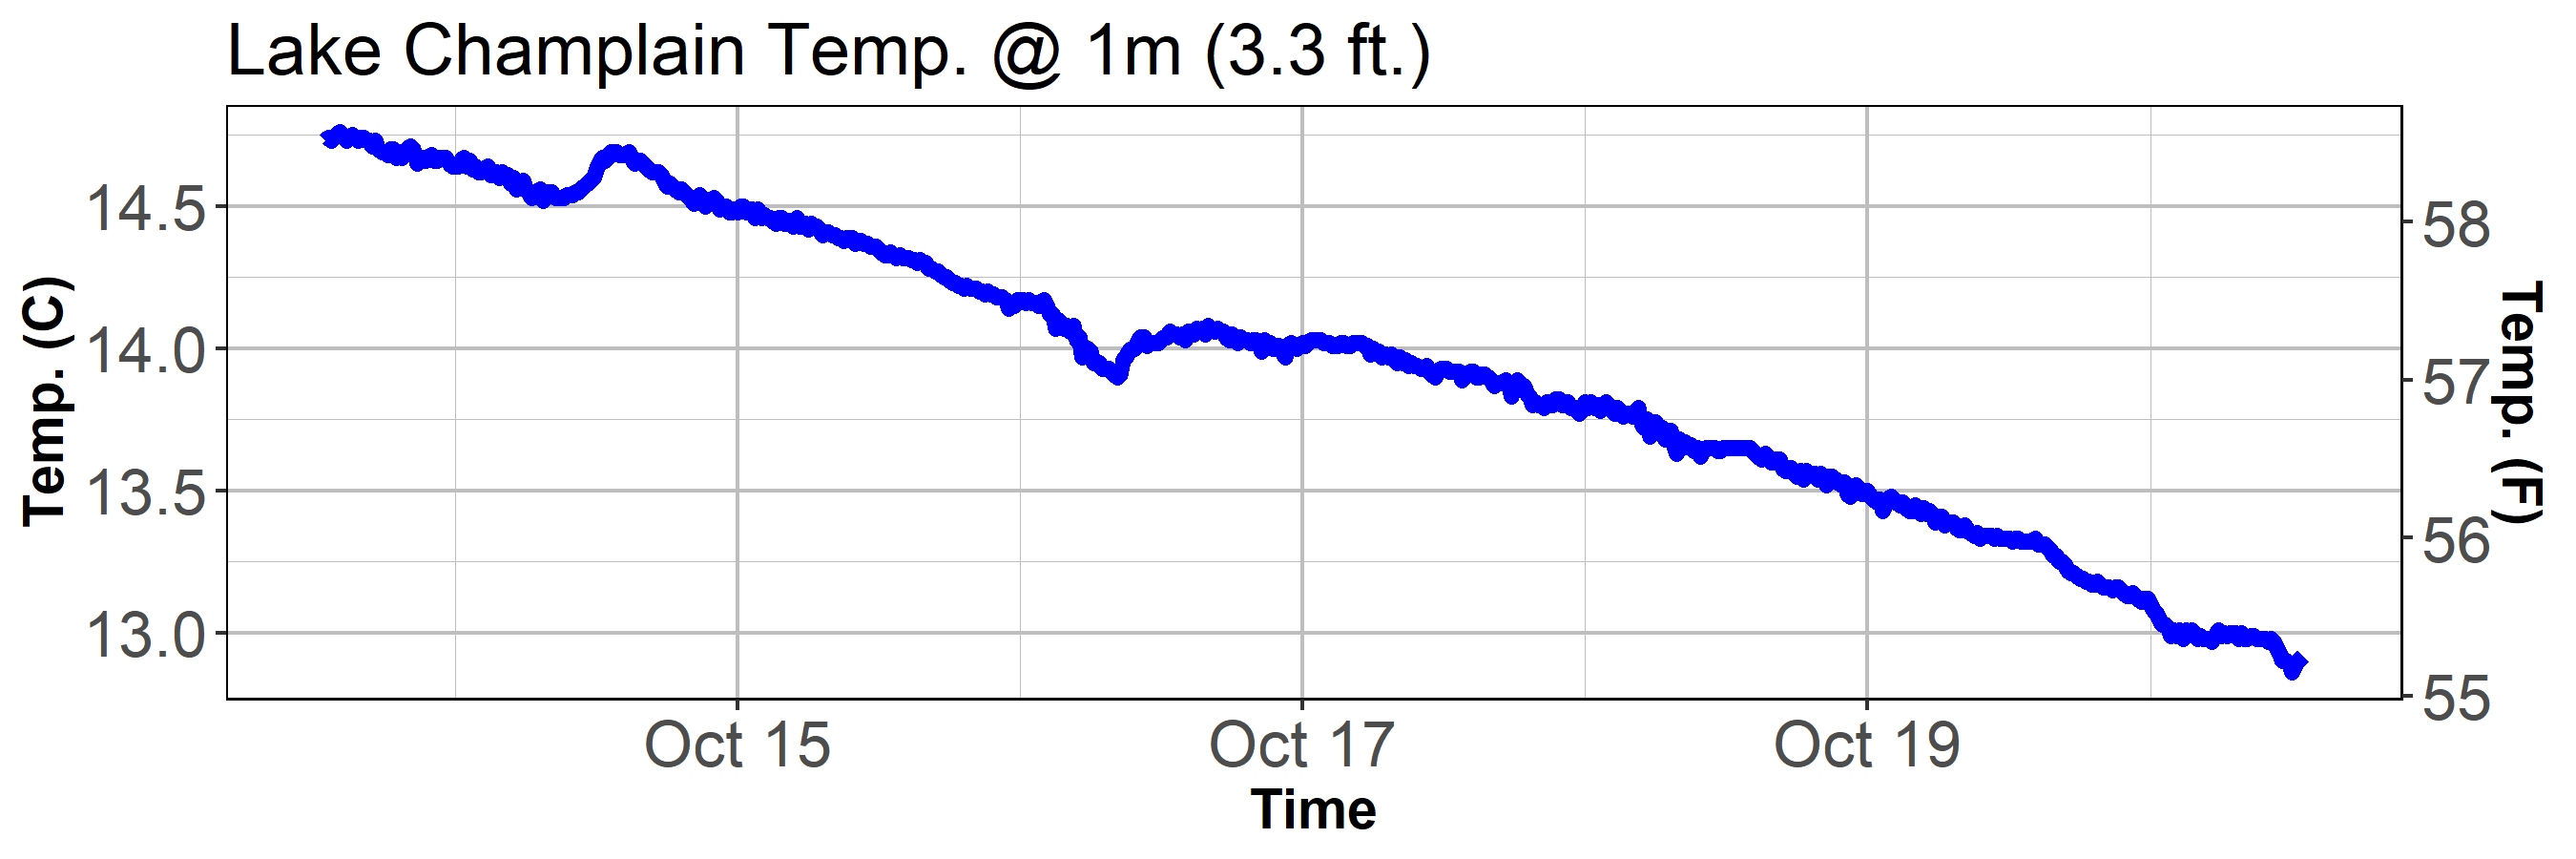 Lake Champlain Temp. @ 1m (3.3 ft.)
Temp. (C)
14.5
14.0
13.5
13.0
58
57
56
55
Temp. (F)
Oct 15
Oct 17
Oct 19
Time